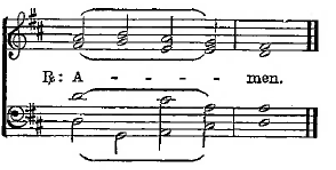 ℟: A - - - - men.